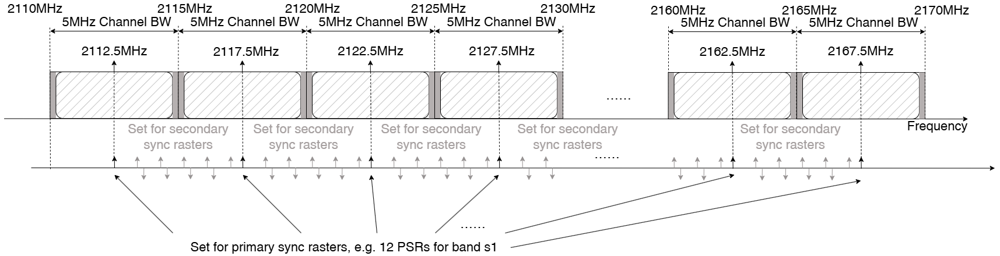 2110MHz 2115MHz 2120MHz 2125MHz 2130MHz 2160MHz 2165MHz 2170MHz
5MHz Channel BW 5MHz Channel BW 5MHz Channel BW 5MHz Channel BW 5MHz Channel BW 5MHz Channel BW
2112.5MHz 2117.5MHz 2122.5MHz 2127.5MHz 2162.5MHz 2167.5MHz
......
Frequency
Set for secondary Set for secondary Set for secondary Set for secondary Set for secondary
sync rasters sync rasters sync rasters sync rasters sync rasters
......
......
Set for primary sync rasters, e.g. 12 PSRs for band s1